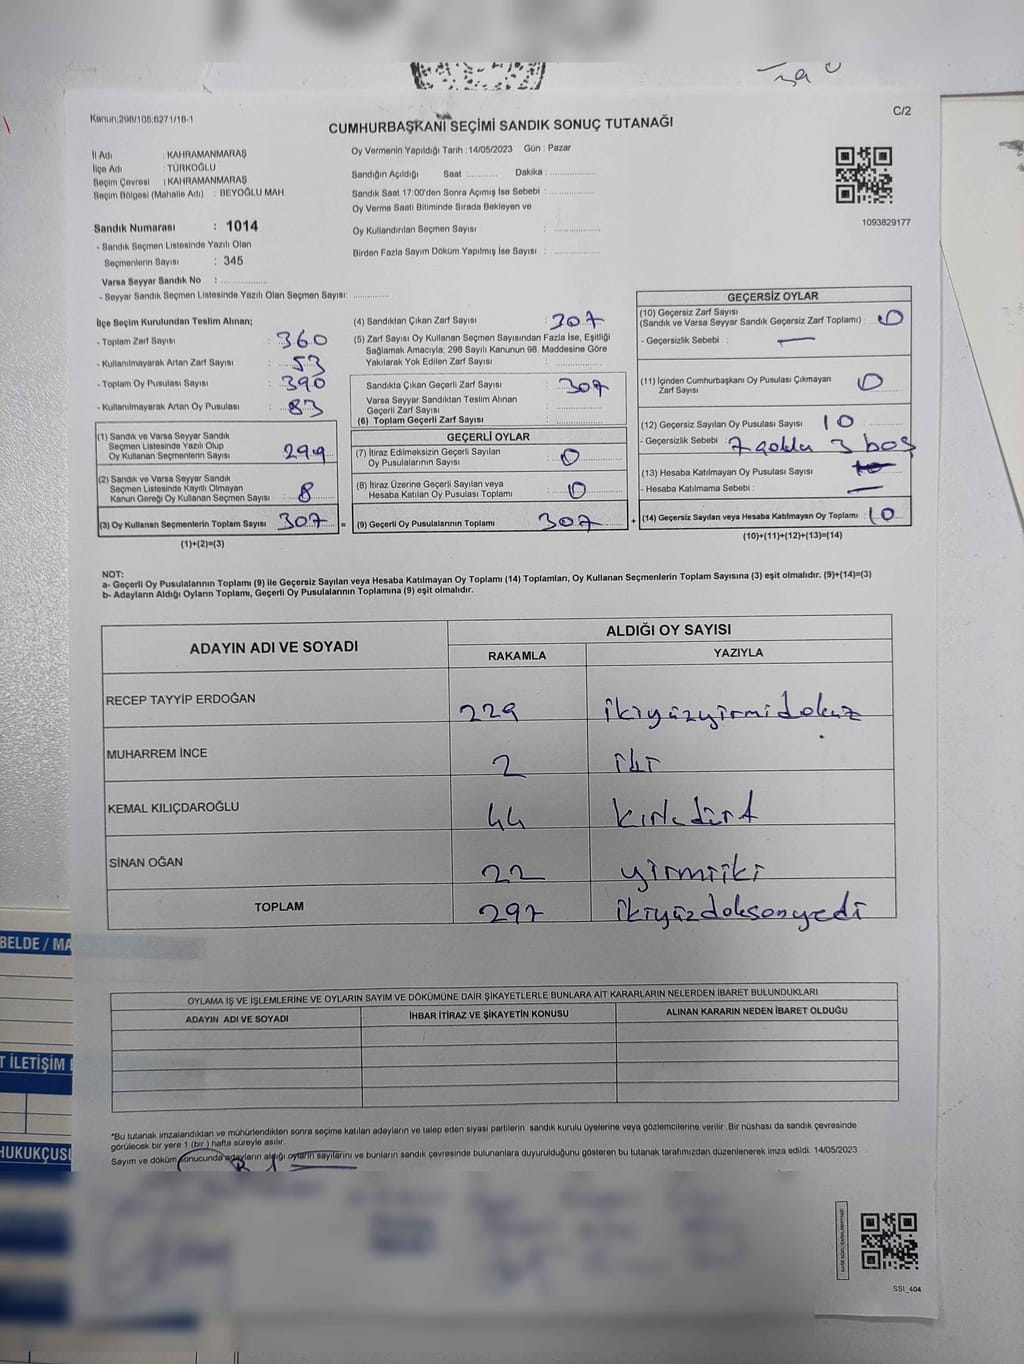 Kanun:298/105;6271/18-1
C/2
CUMHURBAŞKANI SEÇİMİ SANDIK SONUÇ TUTANAĞI
İl Adı : KAHRAMANMARAŞ
İlçe Adı : TÜRKOĞLU
Seçim Çevresi : KAHRAMANMARAŞ
Seçim Bölgesi (Mahalle Adı) : BEYOĞLU MAH.
Sandık Numarası : 1014
- Sandık Seçmen Listesinde Yazılı Olan
Seçmenlerin Sayısı : 345
Varsa Seyyar Sandık No :
- Seyyar Sandık Seçmen Listesinde Yazılı Olan Seçmen Sayısı:
Oy Vermenin Yapıldığı Tarih : 14/05/2023 Gün : Pazar
Sandığın Açıldığı Saat : Dakika :
Sandık Saat 17:00'den Sonra Açımış İse Sebebi :
Oy Verme Saati Bitiminde Sırada Bekleyen ve
Oy Kullandırılan Seçmen Sayısı :
Birden Fazla Sayım Döküm Yapılmış İse Sayısı :
1093829177
İlçe Seçim Kurulundan Teslim Alınan;
- Toplam Zarf Sayısı : 360
- Kullanılmayarak Artan Zarf Sayısı : 53
- Toplam Oy Pusulası Sayısı : 390
- Kullanılmayarak Artan Oy Pusulası : 83
(1) Sandık ve Varsa Seyyar Sandık
Seçmen Listesinde Yazılı Olup
Oy Kullanan Seçmenlerin Sayısı : 299
(2) Sandık ve Varsa Seyyar Sandık
Seçmen Listesinde Kayıtlı Olmayan
Kanun Gereği Oy Kullanan Seçmen Sayısı : 8
(3) Oy Kullanan Seçmenlerin Toplam Sayısı : 307 =
(1)+(2)=(3)
(4) Sandıktan Çıkan Zarf Sayısı : 307
(5) Zarf Sayısı Oy Kullanan Seçmen Sayısından Fazla İse, Eşitliği
Sağlamak Amacıyla; 298 Sayılı Kanunun 98. Maddesine Göre
Yakılarak Yok Edilen Zarf Sayısı :
Sandıkta Çıkan Geçerli Zarf Sayısı : 307
Varsa Seyyar Sandıktan Teslim Alınan
Geçerli Zarf Sayısı :
(6) Toplam Geçerli Zarf Sayısı :
GEÇERLİ OYLAR
(7) İtiraz Edilmeksizin Geçerli Sayılan
Oy Pusulalarının Sayısı : 0
(8) İtiraz Üzerine Geçerli Sayılan veya
Hesaba Katılan Oy Pusulası Toplamı : 0
(9) Geçerli Oy Pusulalarının Toplamı 307 +
GEÇERSİZ OYLAR
(10) Geçersiz Zarf Sayısı
(Sandık ve Varsa Seyyar Sandık Geçersiz Zarf Toplamı) : 0
- Geçersizlik Sebebi : —
(11) İçinden Cumhurbaşkanı Oy Pusulası Çıkmayan
Zarf Sayısı : 0
(12) Geçersiz Sayılan Oy Pusulası Sayısı : 10
- Geçersizlik Sebebi : 7 3 boş
(13) Hesaba Katılmayan Oy Pusulası Sayısı :
- Hesaba Katılmama Sebebi : —
(14) Geçersiz Sayılan veya Hesaba Katılmayan Oy Toplamı : 10
(10)+(11)+(12)+(13)=(14)
NOT:
a- Geçerli Oy Pusulalarının Toplamı (9) ile Geçersiz Sayılan veya Hesaba Katılmayan Oy Toplamı (14) Toplamları, Oy Kullanan Seçmenlerin Toplam Sayısına (3) eşit olmalıdır. (9)+(14)=(3)
b- Adayların Aldığı Oyların Toplamı, Geçerli Oy Pusulalarının Toplamına (9) eşit olmalıdır.
ADAYIN ADI VE SOYADI
ALDIĞI OY SAYISI
RAKAMLA YAZIYLA
RECEP TAYYİP ERDOĞAN 229 ikiyüzyirmidokuz
MUHARREM İNCE 2 iki
KEMAL KILIÇDAROĞLU 44 kırkdört
SİNAN OĞAN 22 yirmiiki
TOPLAM 297 ikiyüzdoksanyedi
OYLAMA İŞ VE İŞLEMLERİNE VE OYLARIN SAYIM VE DÖKÜMÜNE DAİR ŞİKAYETLERLE BUNLARA AİT KARARLARIN NELERDEN İBARET BULUNDUKLARI
ADAYIN ADI VE SOYADI İHBAR İTİRAZ VE ŞİKAYETİN KONUSU ALINAN KARARIN NEDEN İBARET OLDUĞU
*Bu tutanak imzalandıktan ve mühürlendikten sonra seçime katılan adayların ve talep eden siyasi partilerin sandık kurulu üyelerine veya gözlemcilerine verilir. Bir nüshası da sandık çevresinde
görülecek bir yere 1 (bir ) hafta süreyle asılır.
Sayım ve döküm sonucunda adayların aldığı oyların sayılarını ve bunların sandık çevresinde bulunanlara duyurulduğunu gösteren bu tutanak tarafımızdan düzenlenerek imza edildi. 14/05/2023
SSI_404
BELDE / MA
T İLETİŞİM
HUKUKÇUSU